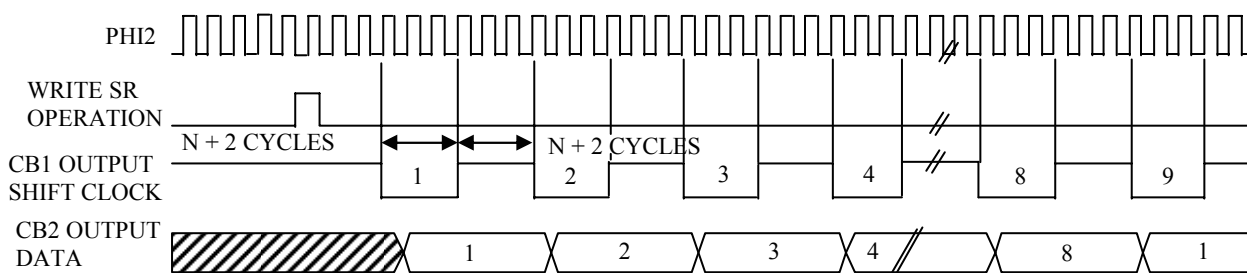 PHI2
WRITE SR
OPERATION
N + 2 CYCLES
N + 2 CYCLES
CB1 OUTPUT
SHIFT CLOCK
1 2 3 4 8 9
CB2 OUTPUT
DATA
1 2 3 4 8 1